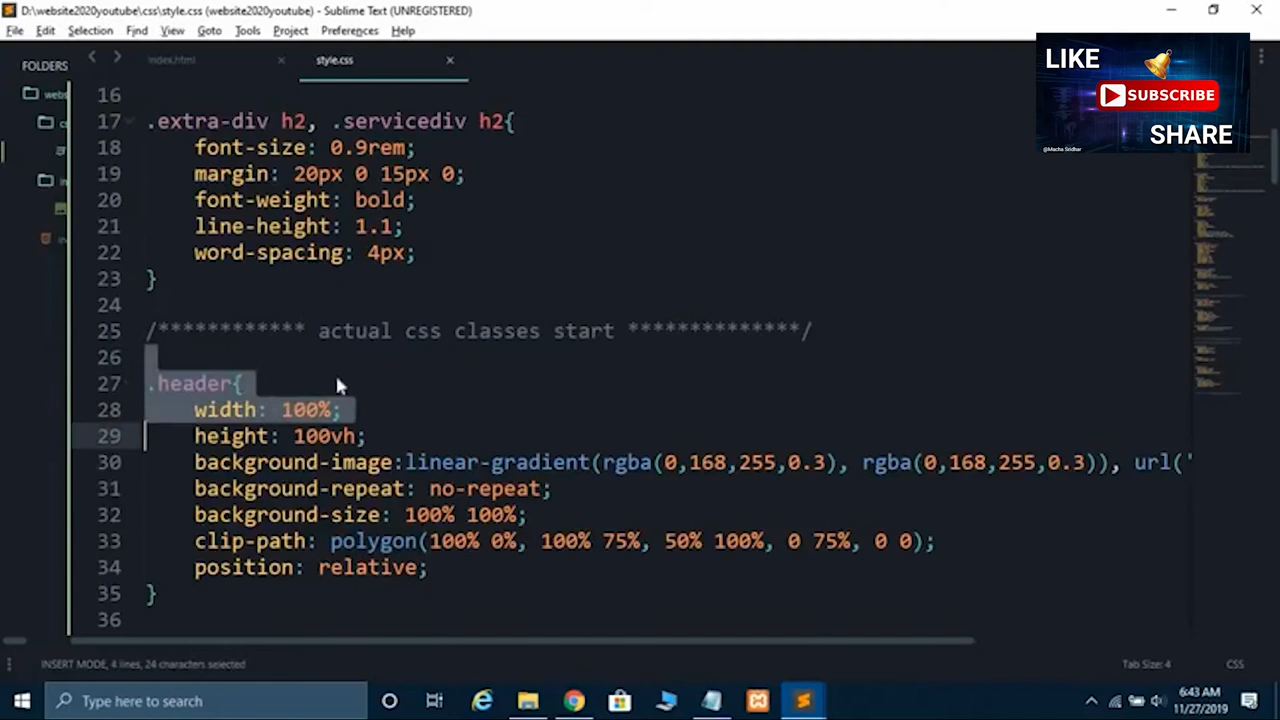 D:\website2020youtube\css\style.css (website2020youtube) - Sublime Text (UNREGISTERED)
File Edit Selection Find View Goto Tools Project Preferences Help
FOLDERS
index.html
style.css
LIKE
SUBSCRIBE
SHARE
@Macha Sridhar
16
17 .extra-div h2, .servicediv h2{
18 font-size: 0.9rem;
19 margin: 20px 0 15px 0;
20 font-weight: bold;
21 line-height: 1.1;
22 word-spacing: 4px;
23 }
24
25 /************ actual css classes start **************/
26
27 .header{
28 width: 100%;
29 height: 100vh;
30 background-image:linear-gradient(rgba(0,168,255,0.3), rgba(0,168,255,0.3)), url('
31 background-repeat: no-repeat;
32 background-size: 100% 100%;
33 clip-path: polygon(100% 0%, 100% 75%, 50% 100%, 0 75%, 0 0);
34 position: relative;
35 }
36
INSERT MODE, 4 lines, 24 characters selected
Tab Size: 4
CSS
Type here to search
6:43 AM
11/27/2019